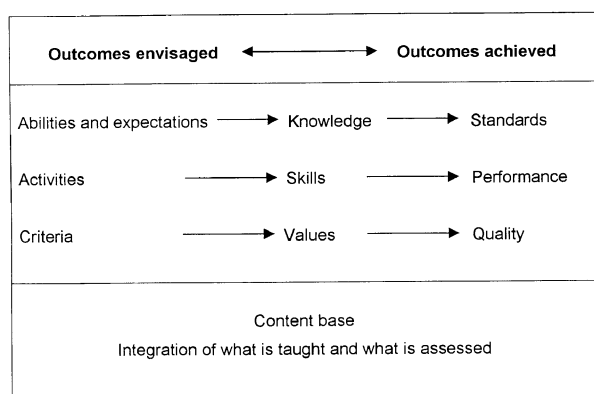 Outcomes envisaged Outcomes achieved
Abilities and expectations Knowledge Standards
Activities Skills Performance
Criteria Values Quality
Content base
Integration of what is taught and what is assessed